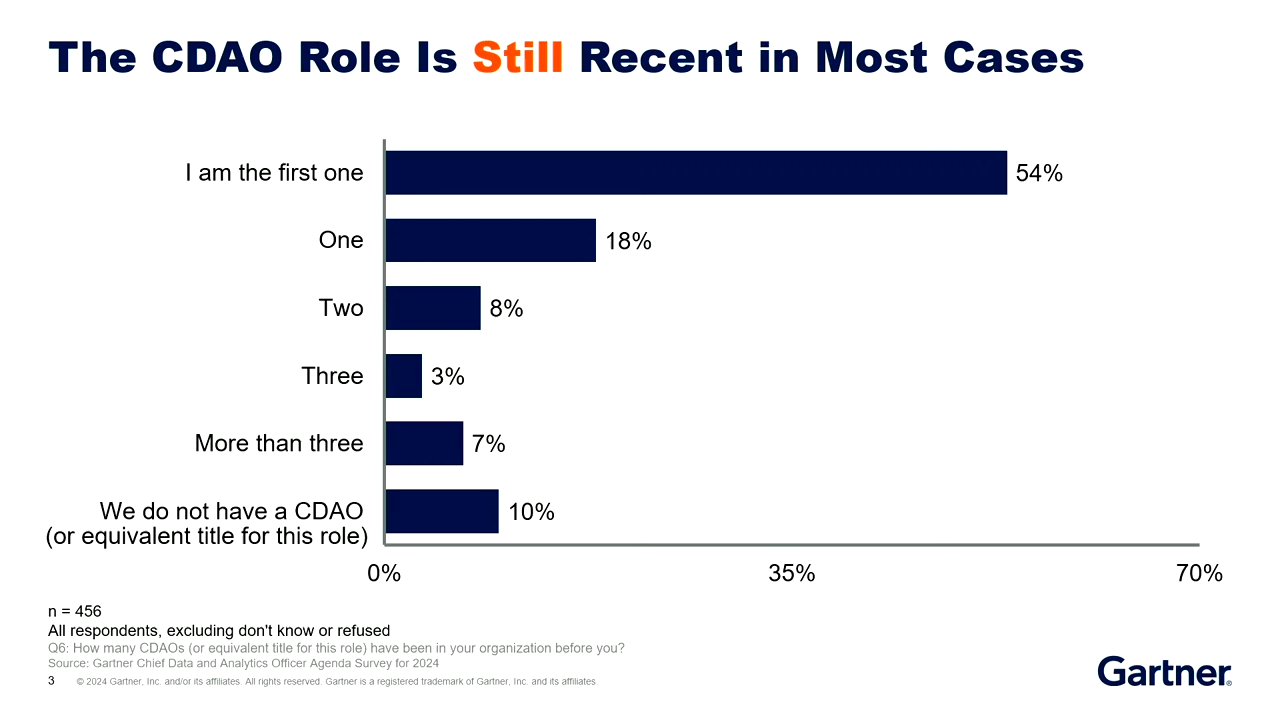 The CDAO Role Is Still Recent in Most Cases
I am the first one
54%
One
18%
Two
8%
Three
3%
More than three
7%
We do not have a CDAO
(or equivalent title for this role)
10%
0%
35%
70%
n = 456
All respondents, excluding don't know or refused
Q6: How many CDAOs (or equivalent title for this role) have been in your organization before you?
Source: Gartner Chief Data and Analytics Officer Agenda Survey for 2024
3 © 2024 Gartner, Inc. and/or its affiliates. All rights reserved. Gartner is a registered trademark of Gartner, Inc. and its affiliates.
Gartner®